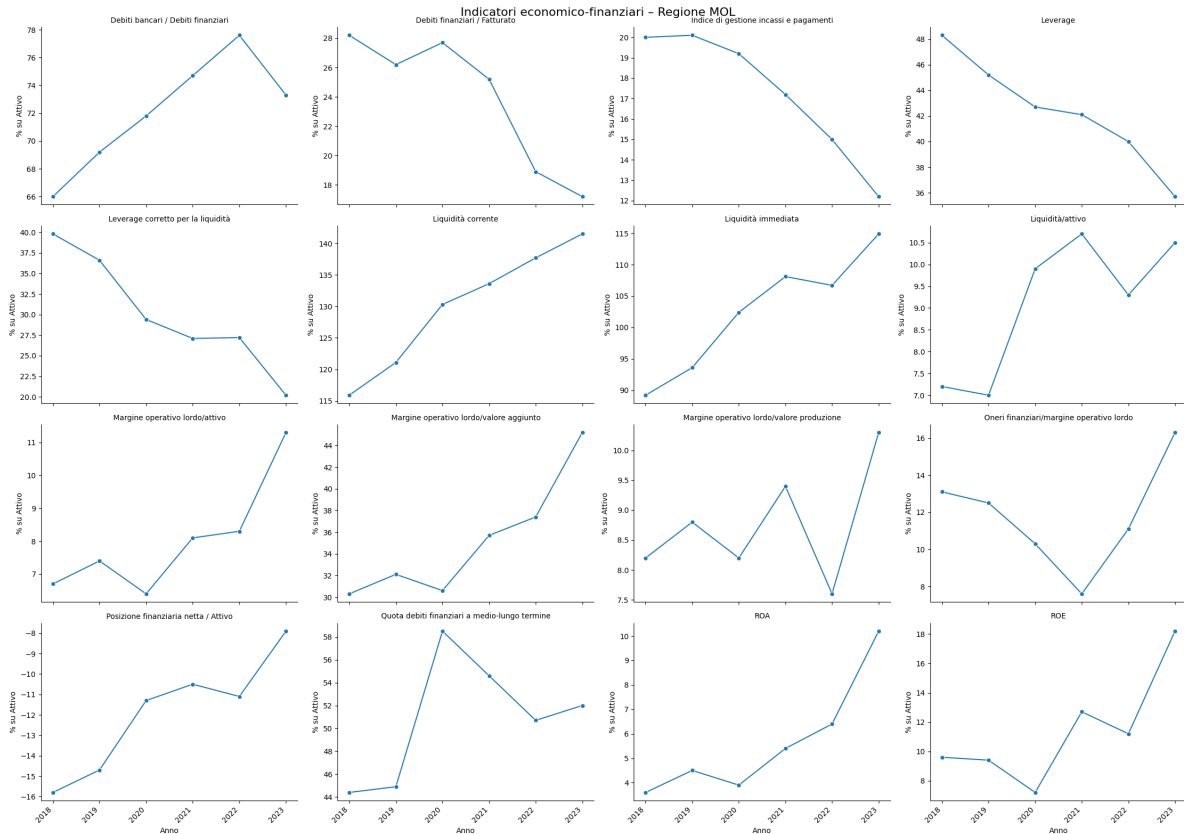 Indicatori economico-finanziari – Regione MOL
Debiti bancari / Debiti finanziari
Debiti finanziari / Fatturato
Indice di gestione incassi e pagamenti
Leverage
% su Attivo
78
76
74
72
70
68
66
% su Attivo
28
26
24
22
20
18
% su Attivo
20
19
18
17
16
15
14
13
12
% su Attivo
48
46
44
42
40
38
36
Leverage corretto per la liquidità
Liquidità corrente
Liquidità immediata
Liquidità/attivo
% su Attivo
40.0
37.5
35.0
32.5
30.0
27.5
25.0
22.5
20.0
% su Attivo
140
135
130
125
120
115
% su Attivo
115
110
105
100
95
90
% su Attivo
10.5
10.0
9.5
9.0
8.5
8.0
7.5
7.0
Margine operativo lordo/attivo
Margine operativo lordo/valore aggiunto
Margine operativo lordo/valore produzione
Oneri finanziari/margine operativo lordo
% su Attivo
11
10
9
8
7
% su Attivo
44
42
40
38
36
34
32
30
% su Attivo
10.0
9.5
9.0
8.5
8.0
7.5
% su Attivo
16
14
12
10
8
Posizione finanziaria netta / Attivo
Quota debiti finanziari a medio-lungo termine
ROA
ROE
% su Attivo
−8
−9
−10
−11
−12
−13
−14
−15
−16
% su Attivo
58
56
54
52
50
48
46
44
% su Attivo
10
9
8
7
6
5
4
% su Attivo
18
16
14
12
10
8
2018 2019 2020 2021 2022 2023
2018 2019 2020 2021 2022 2023
2018 2019 2020 2021 2022 2023
2018 2019 2020 2021 2022 2023
Anno
Anno
Anno
Anno